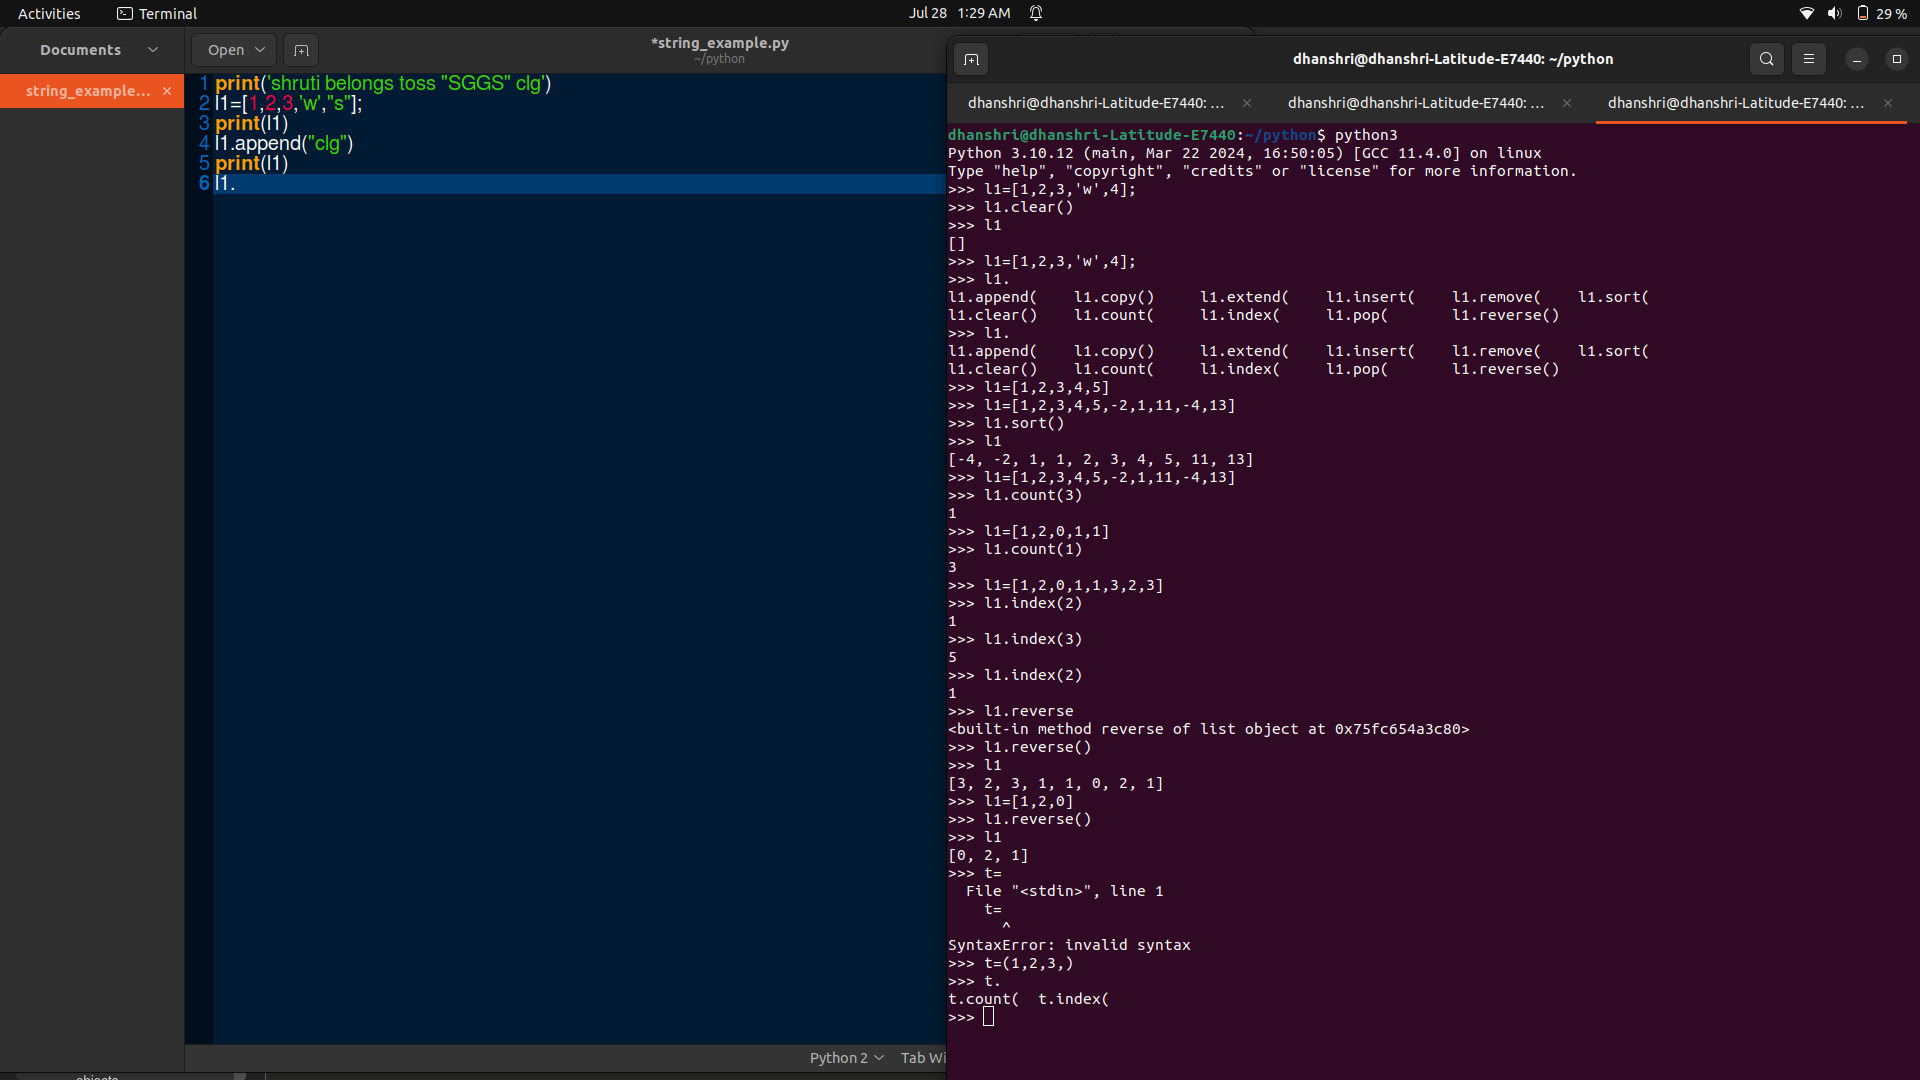 Activities Terminal Jul 28 1:29 AM 29 %
Documents Open *string_example.py
~/python
string_example...
1 print('shruti belongs toss "SGGS" clg')
2 l1=[1,2,3,'w',"s"];
3 print(l1)
4 l1.append("clg")
5 print(l1)
6 l1.
Python 2 Tab Wi
objects
dhanshri@dhanshri-Latitude-E7440: ~/python
dhanshri@dhanshri-Latitude-E7440: ... dhanshri@dhanshri-Latitude-E7440: ... dhanshri@dhanshri-Latitude-E7440: ...
dhanshri@dhanshri-Latitude-E7440:~/python$ python3
Python 3.10.12 (main, Mar 22 2024, 16:50:05) [GCC 11.4.0] on linux
Type "help", "copyright", "credits" or "license" for more information.
>>> l1=[1,2,3,'w',4];
>>> l1.clear()
>>> l1
[]
>>> l1=[1,2,3,'w',4];
>>> l1.
l1.append( l1.copy() l1.extend( l1.insert( l1.remove( l1.sort(
l1.clear() l1.count( l1.index( l1.pop( l1.reverse()
>>> l1.
l1.append( l1.copy() l1.extend( l1.insert( l1.remove( l1.sort(
l1.clear() l1.count( l1.index( l1.pop( l1.reverse()
>>> l1=[1,2,3,4,5]
>>> l1=[1,2,3,4,5,-2,1,11,-4,13]
>>> l1.sort()
>>> l1
[-4, -2, 1, 1, 2, 3, 4, 5, 11, 13]
>>> l1=[1,2,3,4,5,-2,1,11,-4,13]
>>> l1.count(3)
1
>>> l1=[1,2,0,1,1]
>>> l1.count(1)
3
>>> l1=[1,2,0,1,1,3,2,3]
>>> l1.index(2)
1
>>> l1.index(3)
5
>>> l1.index(2)
1
>>> l1.reverse
<built-in method reverse of list object at 0x75fc654a3c80>
>>> l1.reverse()
>>> l1
[3, 2, 3, 1, 1, 0, 2, 1]
>>> l1=[1,2,0]
>>> l1.reverse()
>>> l1
[0, 2, 1]
>>> t=
File "<stdin>", line 1
t=
^
SyntaxError: invalid syntax
>>> t=(1,2,3,)
>>> t.
t.count( t.index(
>>>